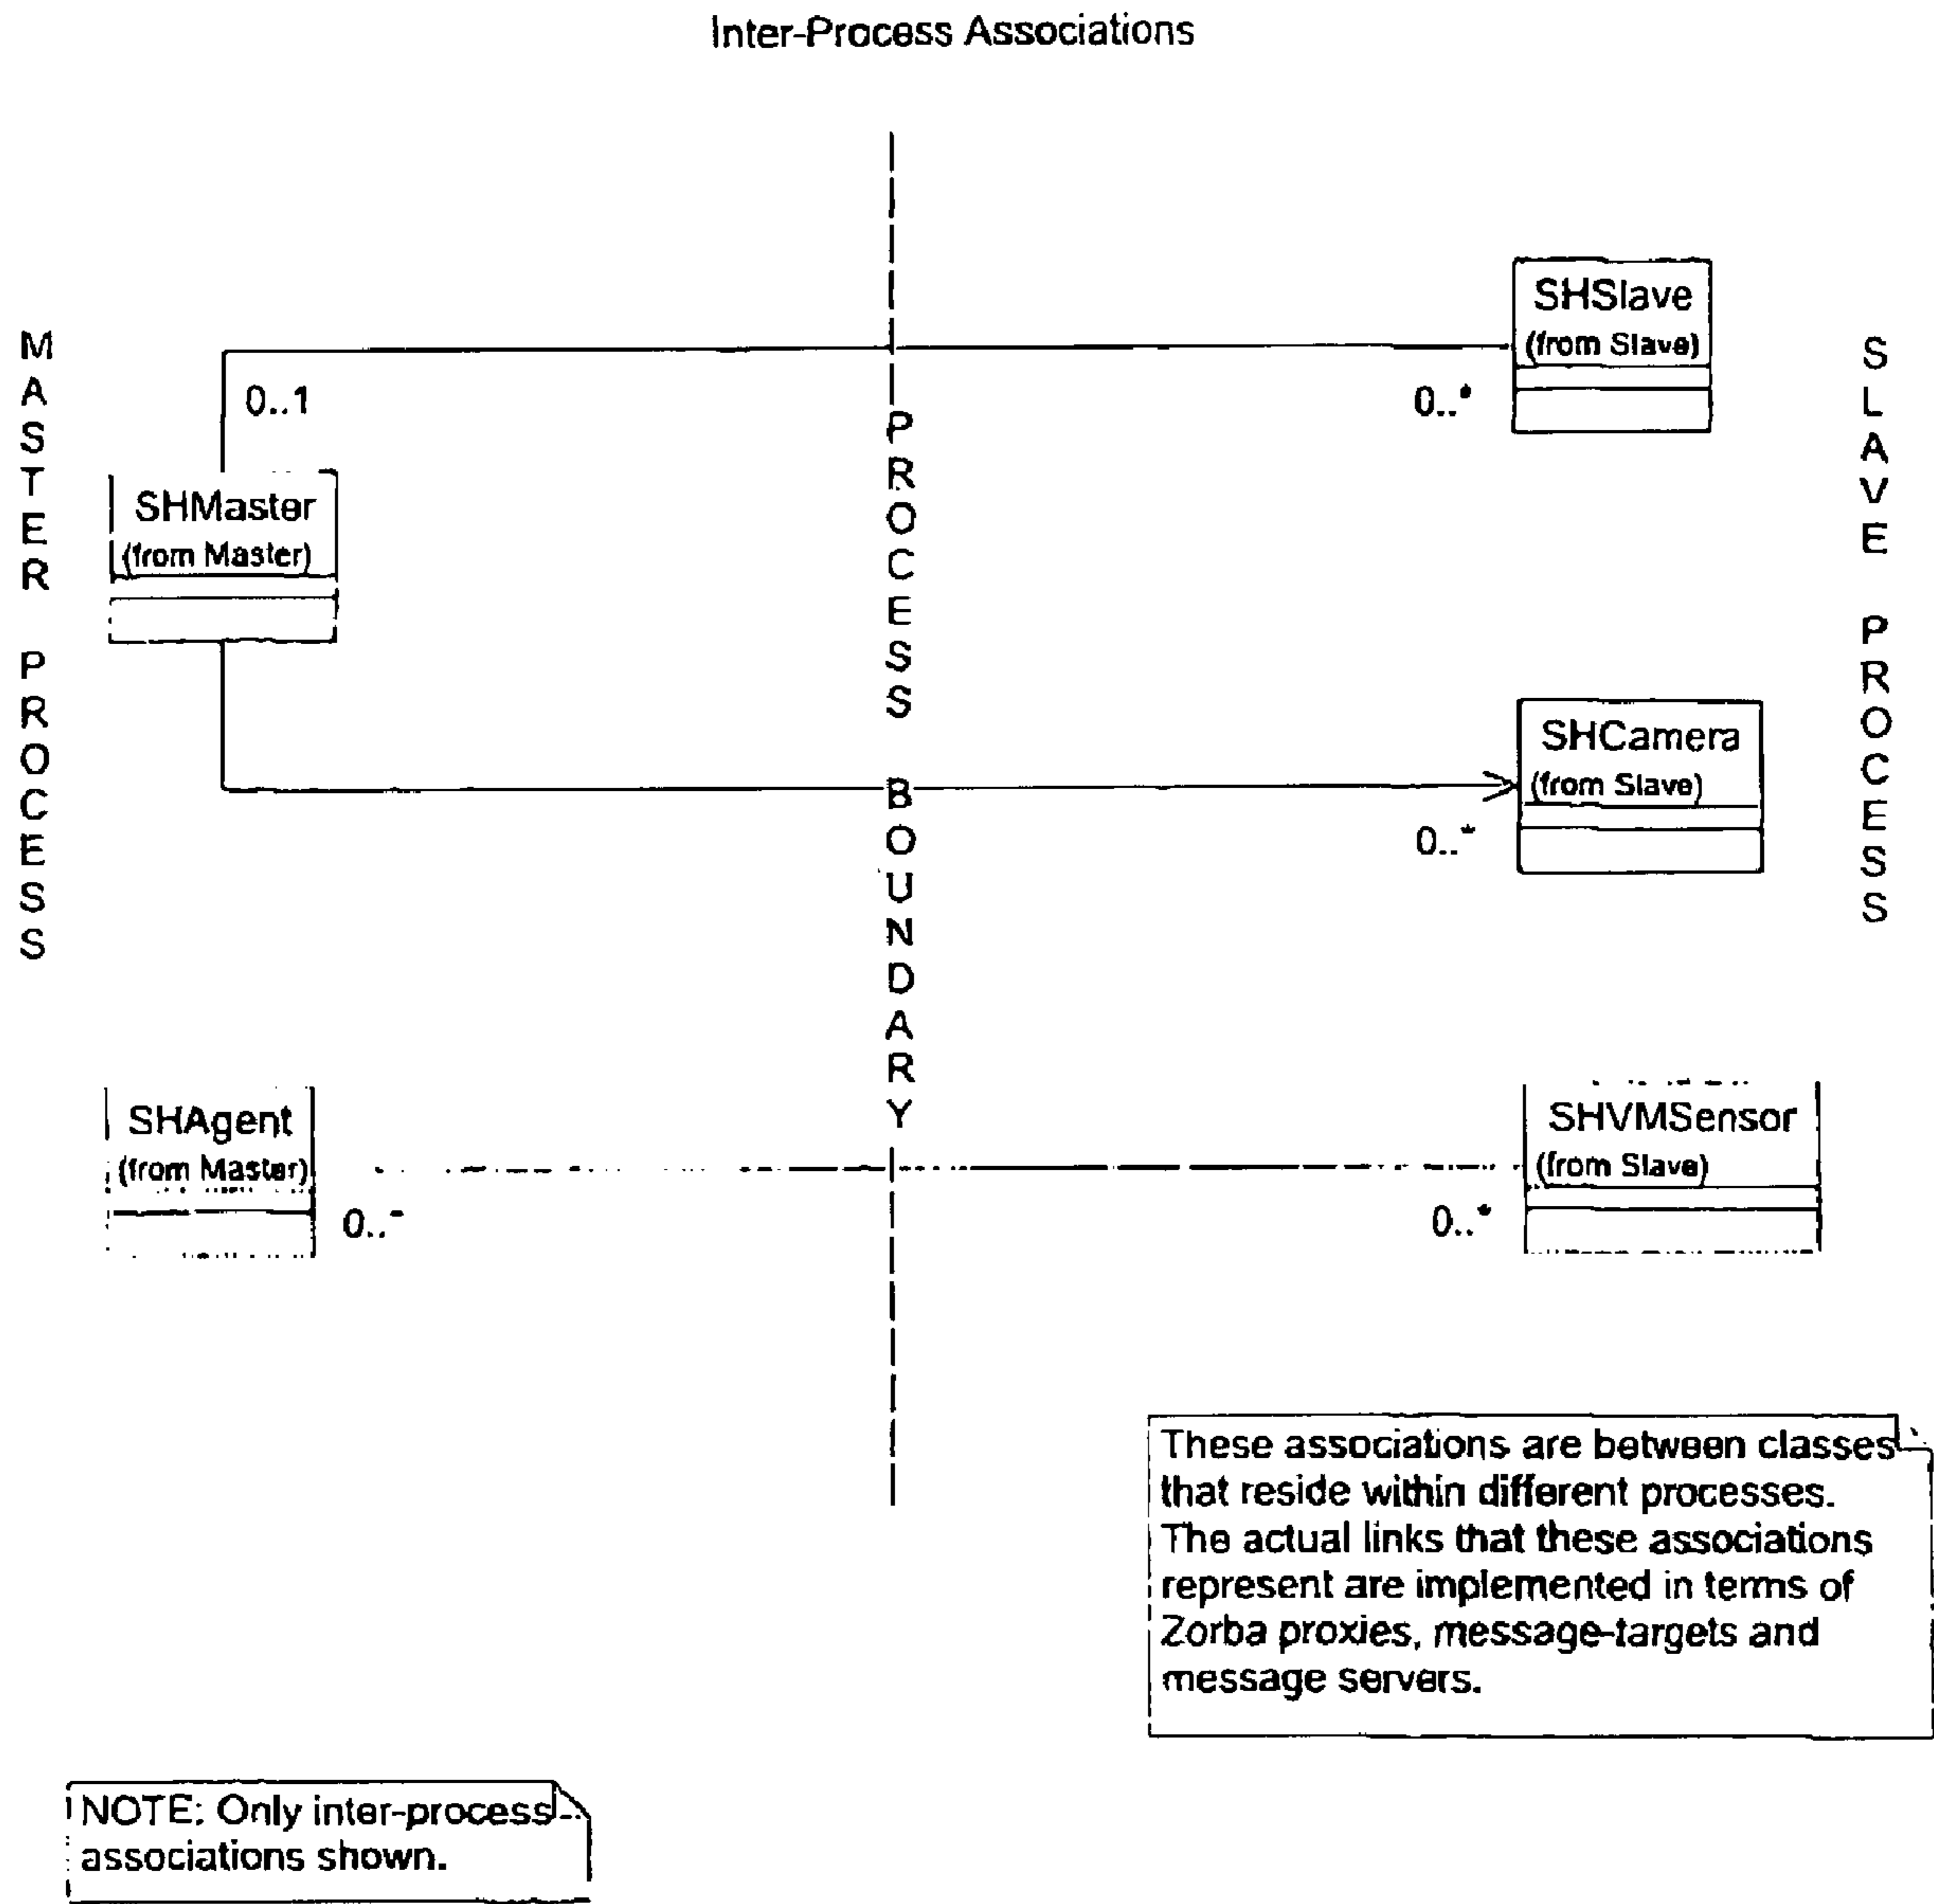 Inter-Process Associations
MASTER PROCESS
PROCESS BOUNDARY
SLAVE PROCESS
SHSlave
(from Slave)
0..1
0..*
SHMaster
(from Master)
SHCamera
(from Slave)
0..*
SHAgent
(from Master)
0..*
SHVMSensor
(from Slave)
0..*
These associations are between classes
that reside within different processes.
The actual links that these associations
represent are implemented in terms of
Zorba proxies, message-targets and
message servers.
NOTE: Only inter-process
associations shown.